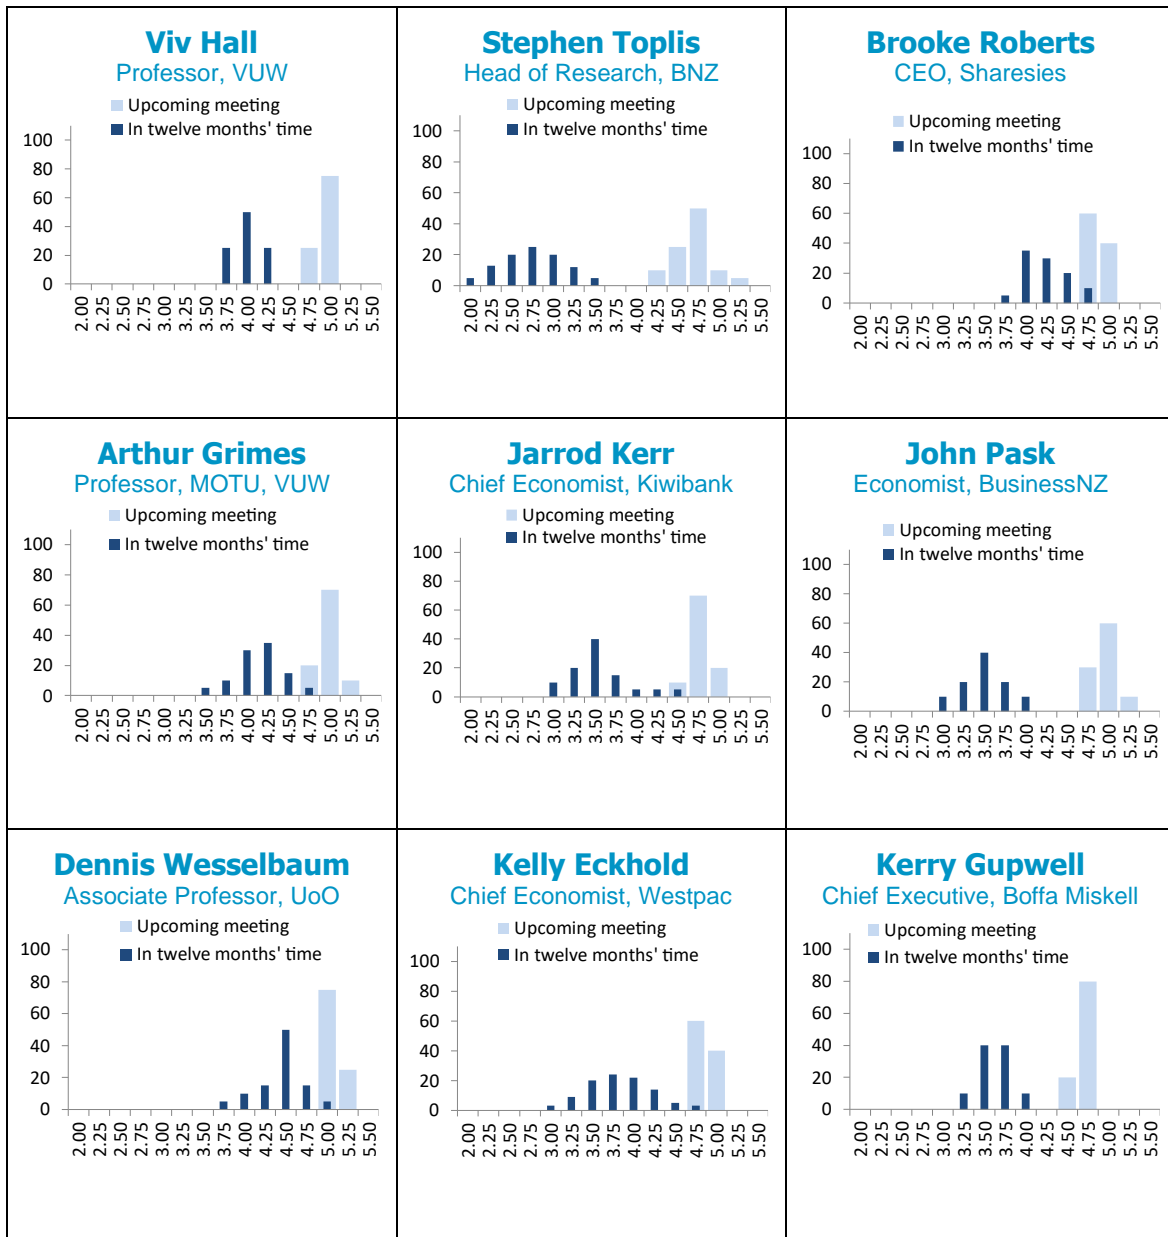 Viv Hall
Professor, VUW
Upcoming meeting
In twelve months' time
100
80
60
40
20
0
2.00 2.25 2.50 2.75 3.00 3.25 3.50 3.75 4.00 4.25 4.50 4.75 5.00 5.25 5.50
Stephen Toplis
Head of Research, BNZ
Upcoming meeting
In twelve months' time
100
80
60
40
20
0
2.00 2.25 2.50 2.75 3.00 3.25 3.50 3.75 4.00 4.25 4.50 4.75 5.00 5.25 5.50
Brooke Roberts
CEO, Sharesies
Upcoming meeting
In twelve months' time
100
80
60
40
20
0
2.00 2.25 2.50 2.75 3.00 3.25 3.50 3.75 4.00 4.25 4.50 4.75 5.00 5.25 5.50
Arthur Grimes
Professor, MOTU, VUW
Upcoming meeting
In twelve months' time
100
80
60
40
20
0
2.00 2.25 2.50 2.75 3.00 3.25 3.50 3.75 4.00 4.25 4.50 4.75 5.00 5.25 5.50
Jarrod Kerr
Chief Economist, Kiwibank
Upcoming meeting
In twelve months' time
100
80
60
40
20
0
2.00 2.25 2.50 2.75 3.00 3.25 3.50 3.75 4.00 4.25 4.50 4.75 5.00 5.25 5.50
John Pask
Economist, BusinessNZ
Upcoming meeting
In twelve months' time
100
80
60
40
20
0
2.00 2.25 2.50 2.75 3.00 3.25 3.50 3.75 4.00 4.25 4.50 4.75 5.00 5.25 5.50
Dennis Wesselbaum
Associate Professor, UoO
Upcoming meeting
In twelve months' time
100
80
60
40
20
0
2.00 2.25 2.50 2.75 3.00 3.25 3.50 3.75 4.00 4.25 4.50 4.75 5.00 5.25 5.50
Kelly Eckhold
Chief Economist, Westpac
Upcoming meeting
In twelve months' time
100
80
60
40
20
0
2.00 2.25 2.50 2.75 3.00 3.25 3.50 3.75 4.00 4.25 4.50 4.75 5.00 5.25 5.50
Kerry Gupwell
Chief Executive, Boffa Miskell
Upcoming meeting
In twelve months' time
100
80
60
40
20
0
2.00 2.25 2.50 2.75 3.00 3.25 3.50 3.75 4.00 4.25 4.50 4.75 5.00 5.25 5.50